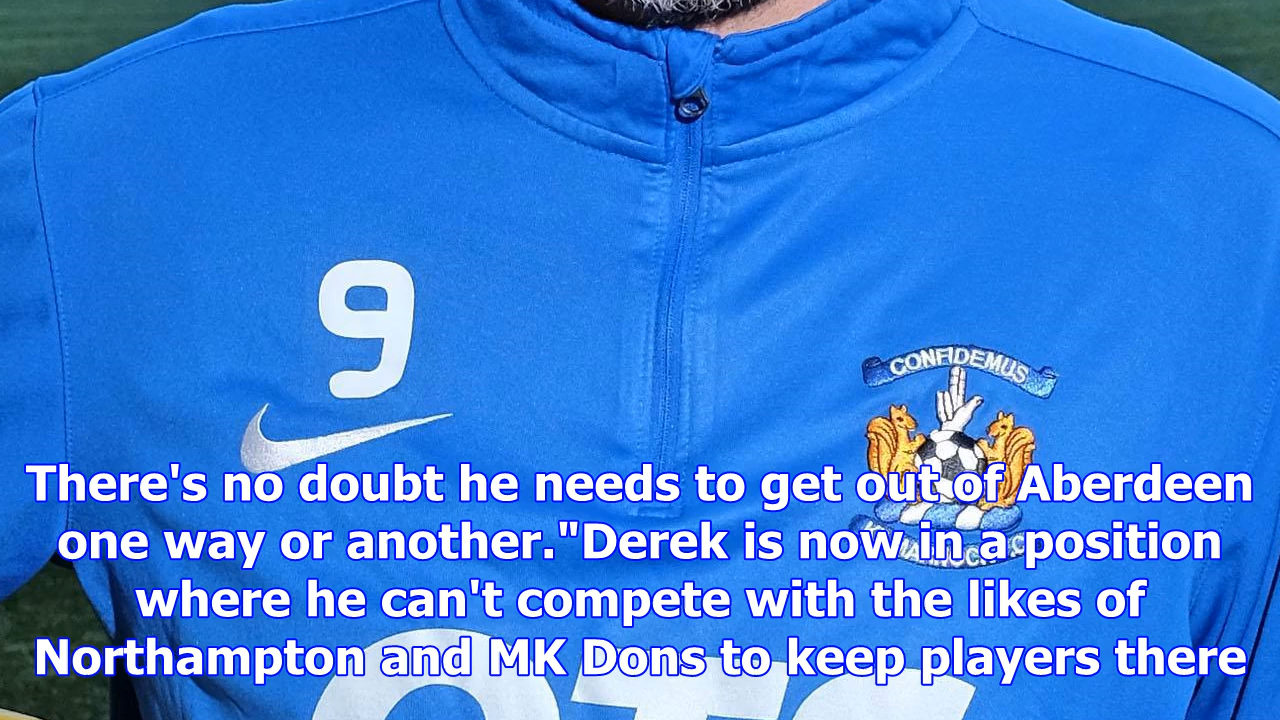 9
CONFIDEMUS
There's no doubt he needs to get out of Aberdeen
one way or another."Derek is now in a position
where he can't compete with the likes of
Northampton and MK Dons to keep players there